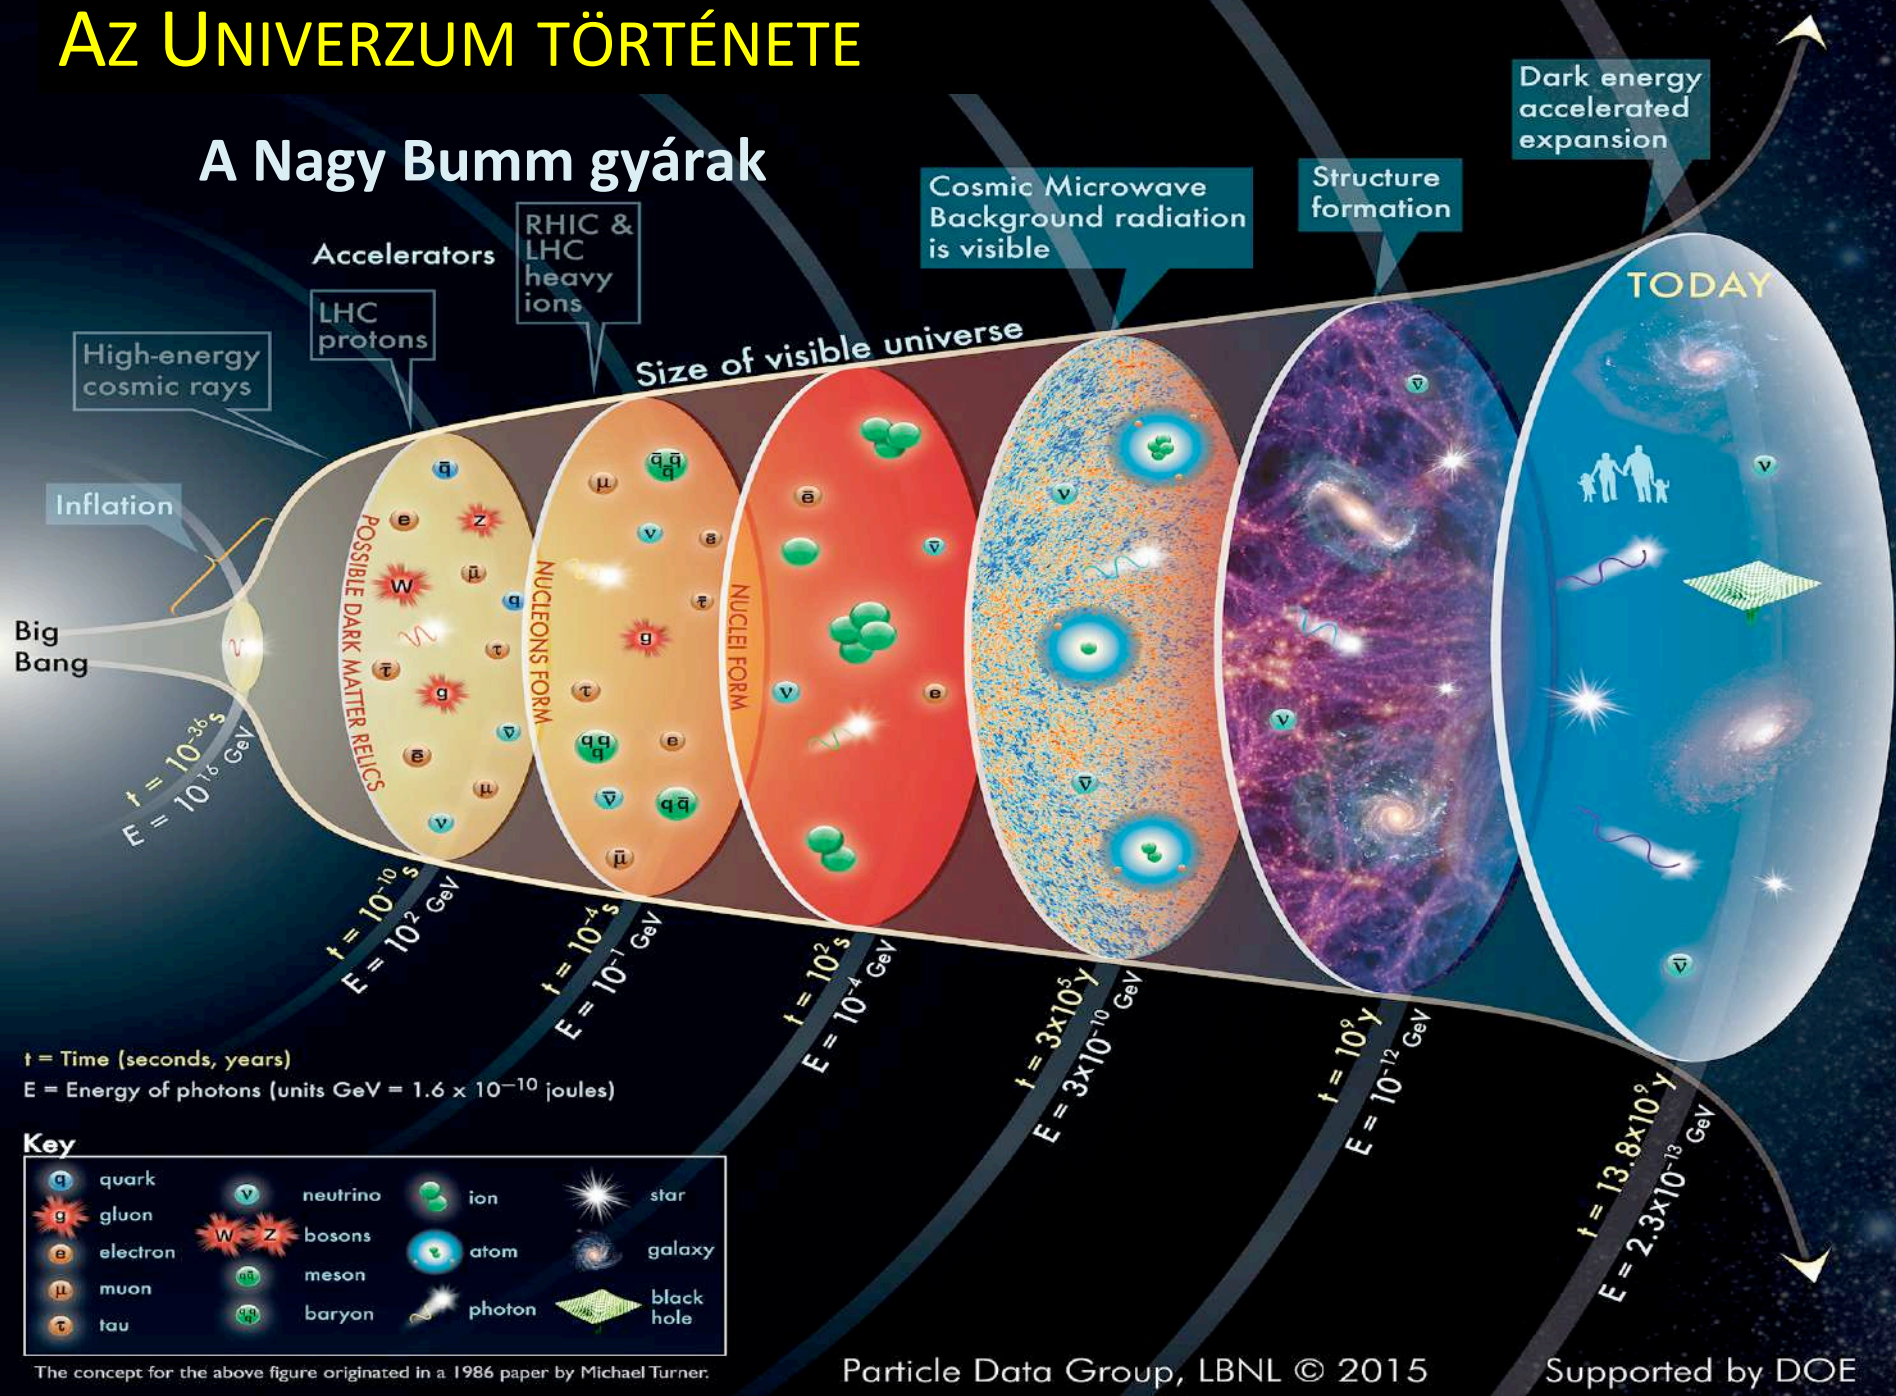 AZ UNIVERZUM TÖRTÉNETE
A Nagy Bumm gyárak
Dark energy
accelerated
expansion
Structure
formation
Cosmic Microwave
Background radiation
is visible
RHIC &
LHC
heavy
ions
Accelerators
LHC
protons
High-energy
cosmic rays
Inflation
Size of visible universe
TODAY
Big
Bang
POSSIBLE DARK MATTER RELICS
q̄
e
Z
W
μ̄
q
τ
τ̄
g
ν̄
ē
μ
ν
NUCLEONS FORM
μ
q̄q̄
q̄
ν
ē
τ̄
g
τ
qq
q
e
ν̄
qq̄
μ̄
NUCLEI FORM
ē
ν̄
ν
e
ν
ν̄
ν̄
ν
ν
ν̄
t = 10⁻³⁶ s
E = 10¹⁶ GeV
t = 10⁻¹⁰ s
E = 10² GeV
t = 10⁻⁴ s
E = 10⁻¹ GeV
t = 10² s
E = 10⁻⁴ GeV
t = 3x10⁵ y
E = 3x10⁻¹⁰ GeV
t = 10⁹ y
E = 10⁻¹² GeV
t = 13.8x10⁹ y
E = 2.3x10⁻¹³ GeV
t = Time (seconds, years)
E = Energy of photons (units GeV = 1.6 x 10⁻¹⁰ joules)
Key
q quark
g gluon
e electron
μ muon
τ tau
ν neutrino
W Z bosons
qq̄ meson
qq
q baryon
ion
atom
photon
star
galaxy
black
hole
The concept for the above figure originated in a 1986 paper by Michael Turner.
Particle Data Group, LBNL © 2015
Supported by DOE